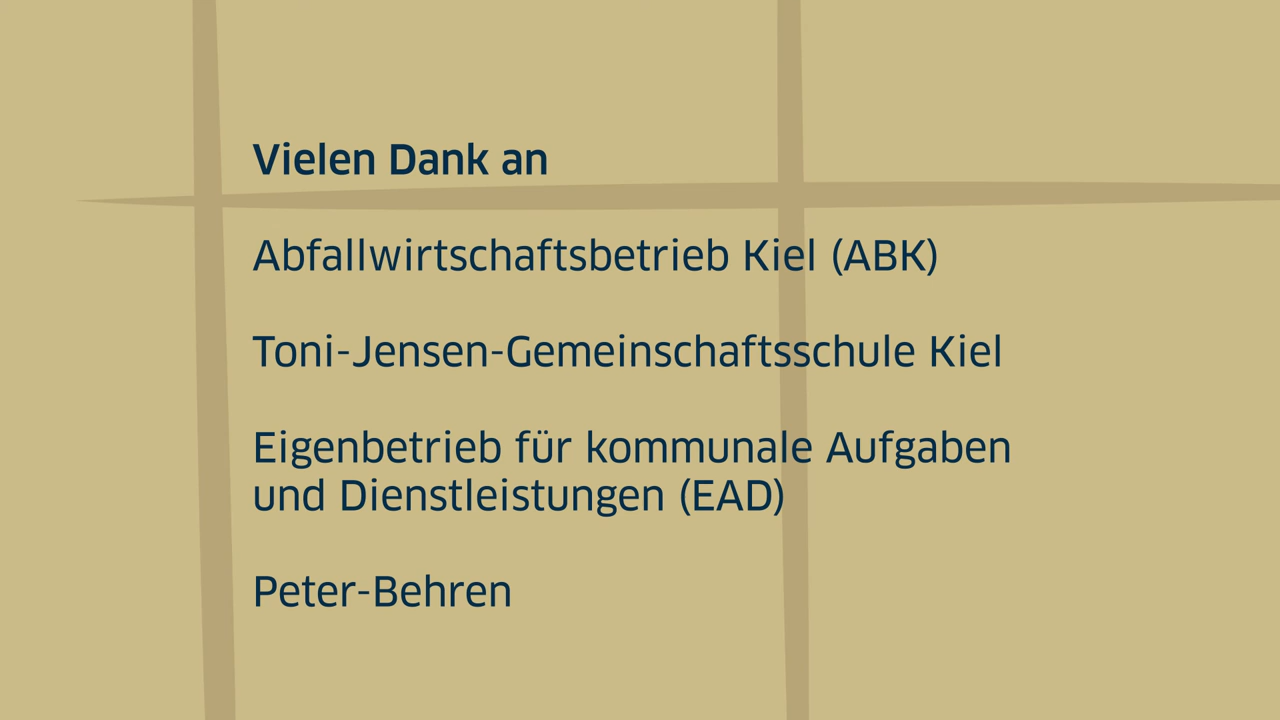 Vielen Dank an
Abfallwirtschaftsbetrieb Kiel (ABK)
Toni-Jensen-Gemeinschaftsschule Kiel
Eigenbetrieb für kommunale Aufgaben
und Dienstleistungen (EAD)
Peter-Behren